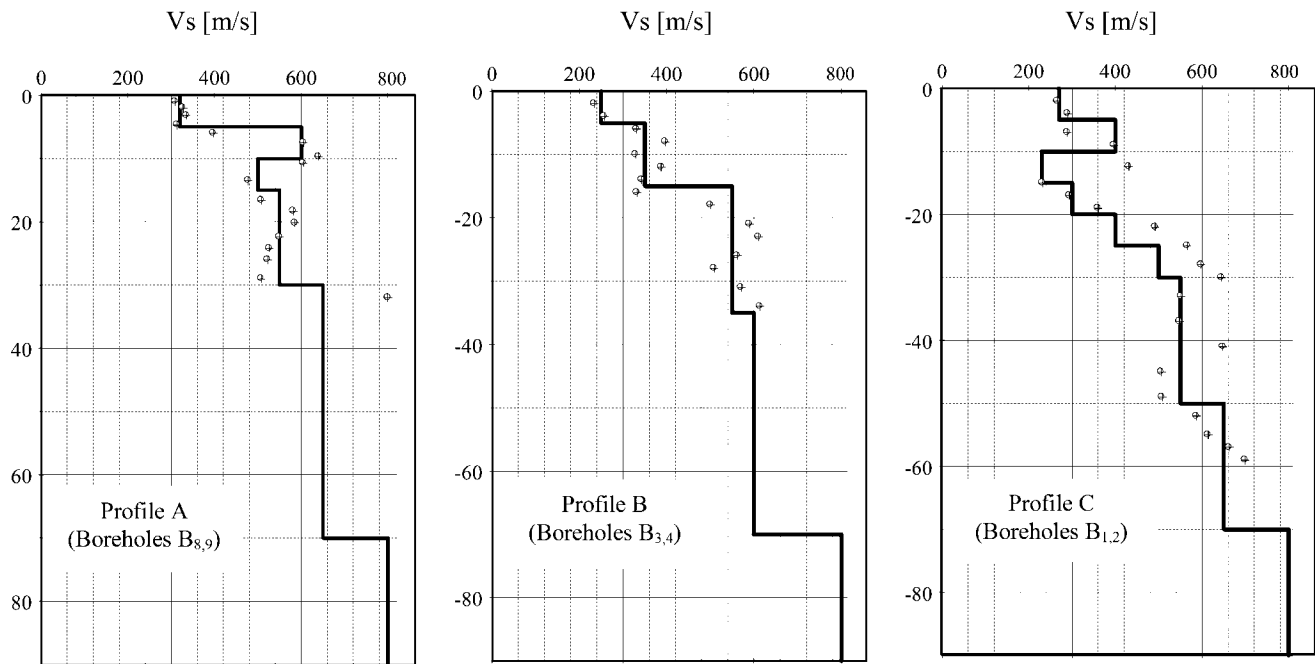 Vs [m/s]
0 200 400 600 800
0
20
40
60
80
Profile A
(Boreholes B8,9)
Vs [m/s]
0 200 400 600 800
0
-20
-40
-60
-80
Profile B
(Boreholes B3,4)
Vs [m/s]
0 200 400 600 800
0
-20
-40
-60
-80
Profile C
(Boreholes B1,2)